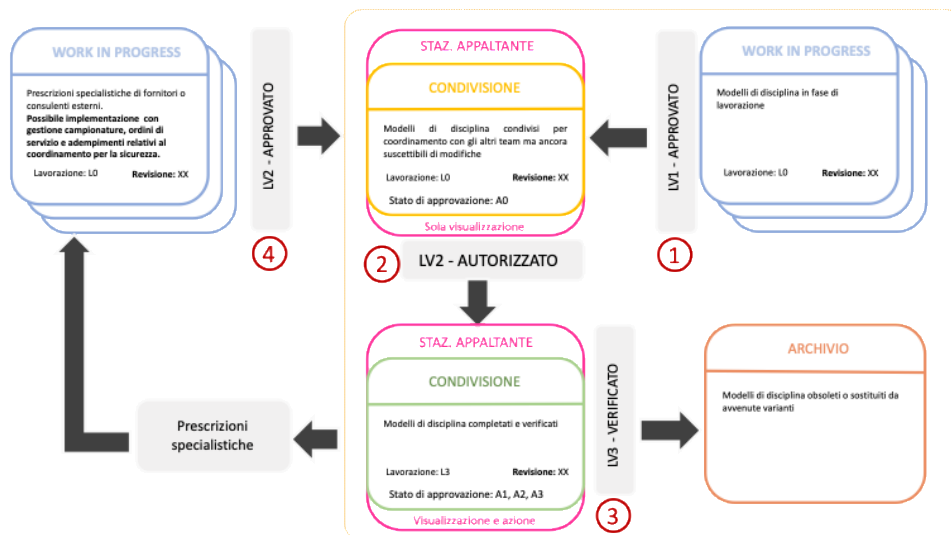 WORK IN PROGRESS
Prescrizioni specialistiche di fornitori o
consulenti esterni.
Possibile implementazione con
gestione campionature, ordini di
servizio e adempimenti relativi al
coordinamento per la sicurezza.
Lavorazione: L0 Revisione: XX
LV2 - APPROVATO
4
STAZ. APPALTANTE
CONDIVISIONE
Modelli di disciplina condivisi per
coordinamento con gli altri team ma ancora
suscettibili di modifiche
Lavorazione: L0 Revisione: XX
Stato di approvazione: A0
Sola visualizzazione
LV1 - APPROVATO
1
WORK IN PROGRESS
Modelli di disciplina in fase di
lavorazione
Lavorazione: L0 Revisione: XX
2
LV2 - AUTORIZZATO
STAZ. APPALTANTE
CONDIVISIONE
Modelli di disciplina completati e verificati
Lavorazione: L3 Revisione: XX
Stato di approvazione: A1, A2, A3
Visualizzazione e azione
LV3 - VERIFICATO
3
ARCHIVIO
Modelli di disciplina obsoleti o sostituiti da
avvenute varianti
Prescrizioni
specialistiche